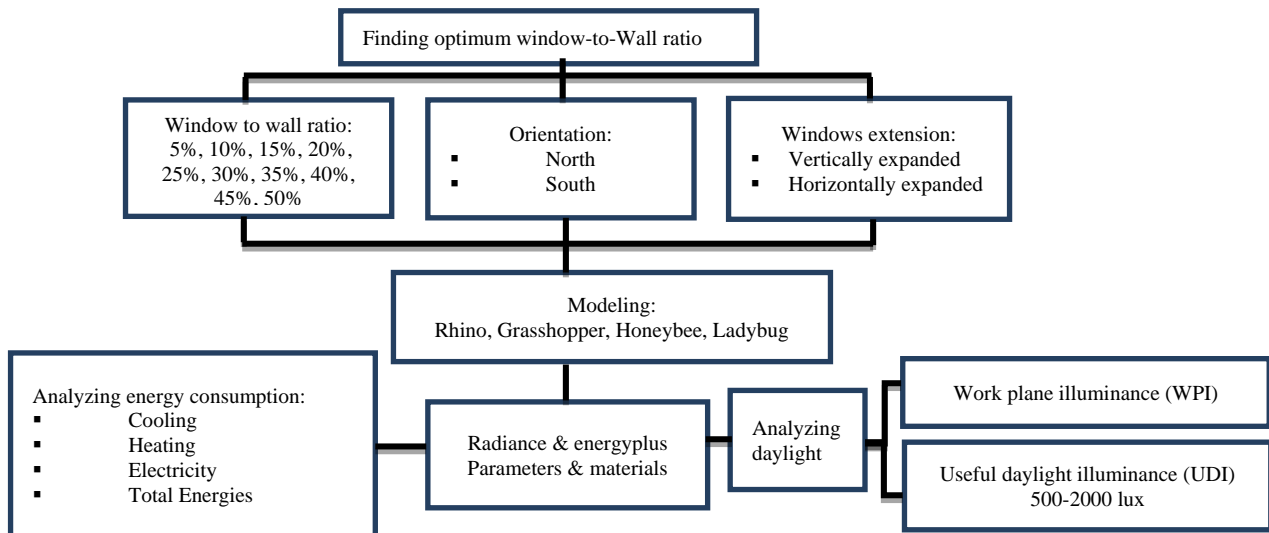 Finding optimum window-to-Wall ratio
Window to wall ratio:
5%, 10%, 15%, 20%,
25%, 30%, 35%, 40%,
45%, 50%
Orientation:
▪ North
▪ South
Windows extension:
▪ Vertically expanded
▪ Horizontally expanded
Modeling:
Rhino, Grasshopper, Honeybee, Ladybug
Analyzing energy consumption:
▪ Cooling
▪ Heating
▪ Electricity
▪ Total Energies
Radiance & energyplus
Parameters & materials
Analyzing
daylight
Work plane illuminance (WPI)
Useful daylight illuminance (UDI)
500-2000 lux